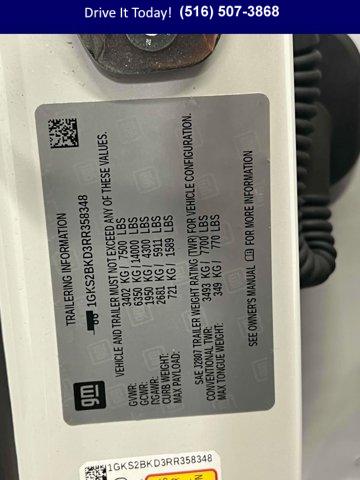 Drive It Today! (516) 507-3868
TRAILERING INFORMATION
1GKS2BKD3RR358348
VEHICLE AND TRAILER MUST NOT EXCEED ANY OF THESE VALUES.
GVWR: 3402 KG / 7500 LBS
GCWR: 6350 KG / 14000 LBS
RGAWR: 1950 KG / 4300 LBS
CURB WEIGHT: 2681 KG / 5911 LBS
MAX PAYLOAD: 721 KG / 1589 LBS
SAE J2807 TRAILER WEIGHT RATING (TWR) FOR VEHICLE CONFIGURATION.
CONVENTIONAL TWR: 3493 KG / 7700 LBS
MAX TONGUE WEIGHT: 349 KG / 770 LBS
SEE OWNER'S MANUAL FOR MORE INFORMATION
gm
1GKS2BKD3RR358348